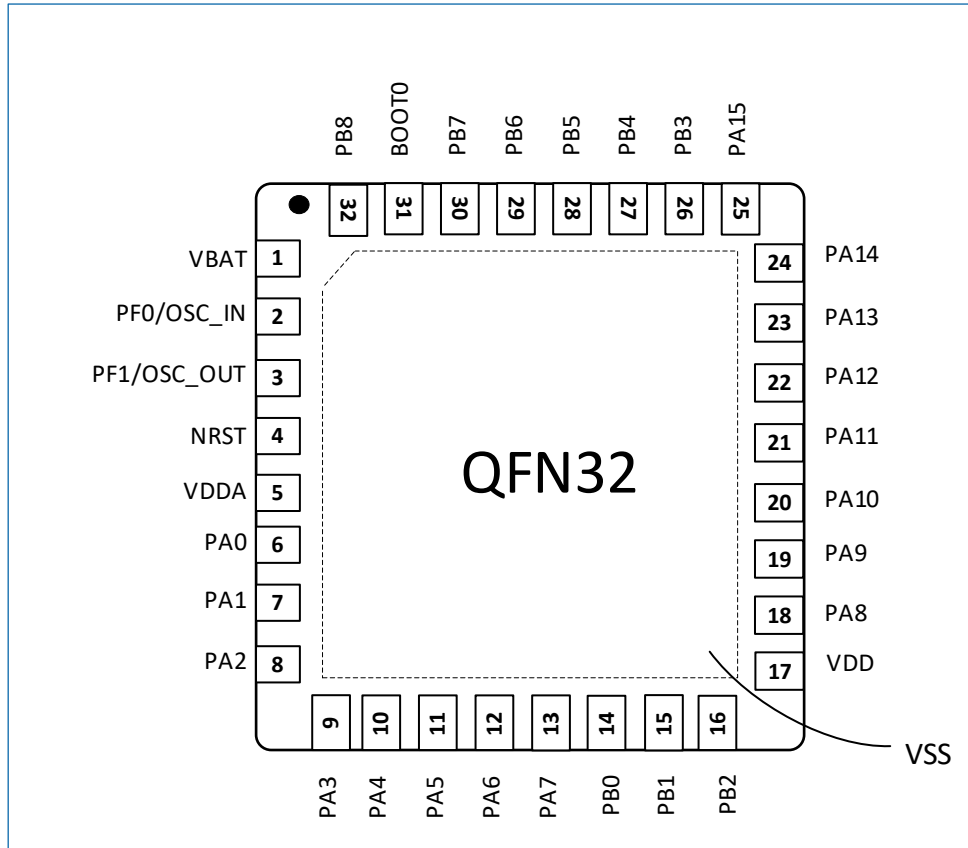 PB8
BOOT0
PB7
PB6
PB5
PB4
PB3
PA15
32
31
30
29
28
27
26
25
VBAT 1
PF0/OSC_IN 2
PF1/OSC_OUT 3
NRST 4
VDDA 5
PA0 6
PA1 7
PA2 8
QFN32
24 PA14
23 PA13
22 PA12
21 PA11
20 PA10
19 PA9
18 PA8
17 VDD
VSS
9
10
11
12
13
14
15
16
PA3
PA4
PA5
PA6
PA7
PB0
PB1
PB2